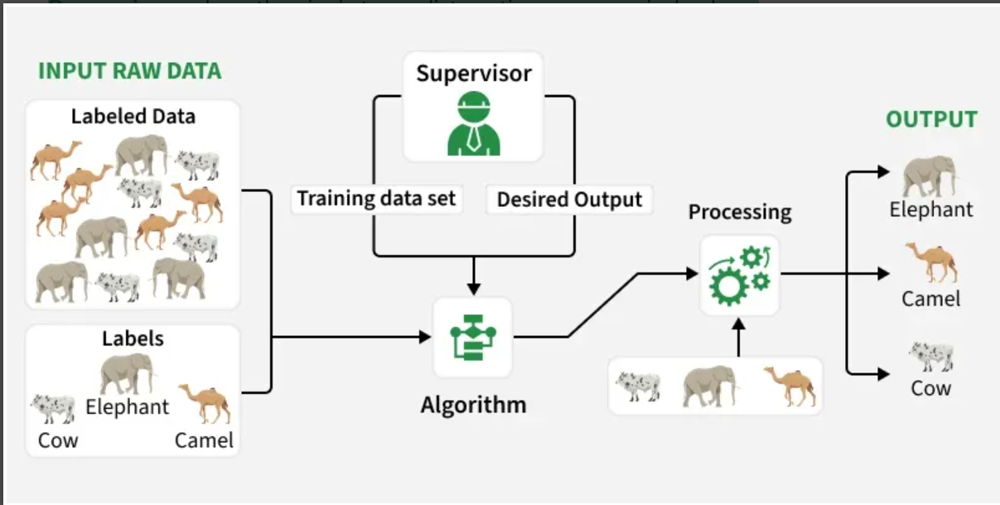 INPUT RAW DATA
Labeled Data
Labels
Elephant
Cow
Camel
Supervisor
Training data set
Desired Output
Algorithm
Processing
OUTPUT
Elephant
Camel
Cow